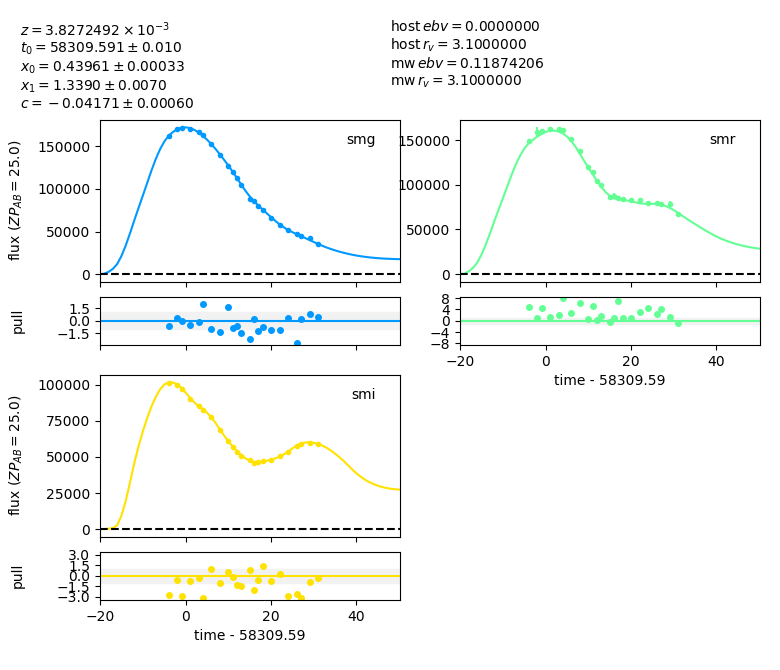 z = 3.8272492 × 10⁻³
t₀ = 58309.591 ± 0.010
x₀ = 0.43961 ± 0.00033
x₁ = 1.3390 ± 0.0070
c = −0.04171 ± 0.00060
host ebv = 0.0000000
host r_v = 3.1000000
mw ebv = 0.11874206
mw r_v = 3.1000000
smg
flux (ZP_AB = 25.0)
150000
100000
50000
0
pull
1.5
0.0
−1.5
smr
150000
100000
50000
0
8
4
0
−4
−8
−20 0 20 40
time - 58309.59
smi
flux (ZP_AB = 25.0)
100000
75000
50000
25000
0
pull
3.0
1.5
0.0
−1.5
−3.0
−20 0 20 40
time - 58309.59